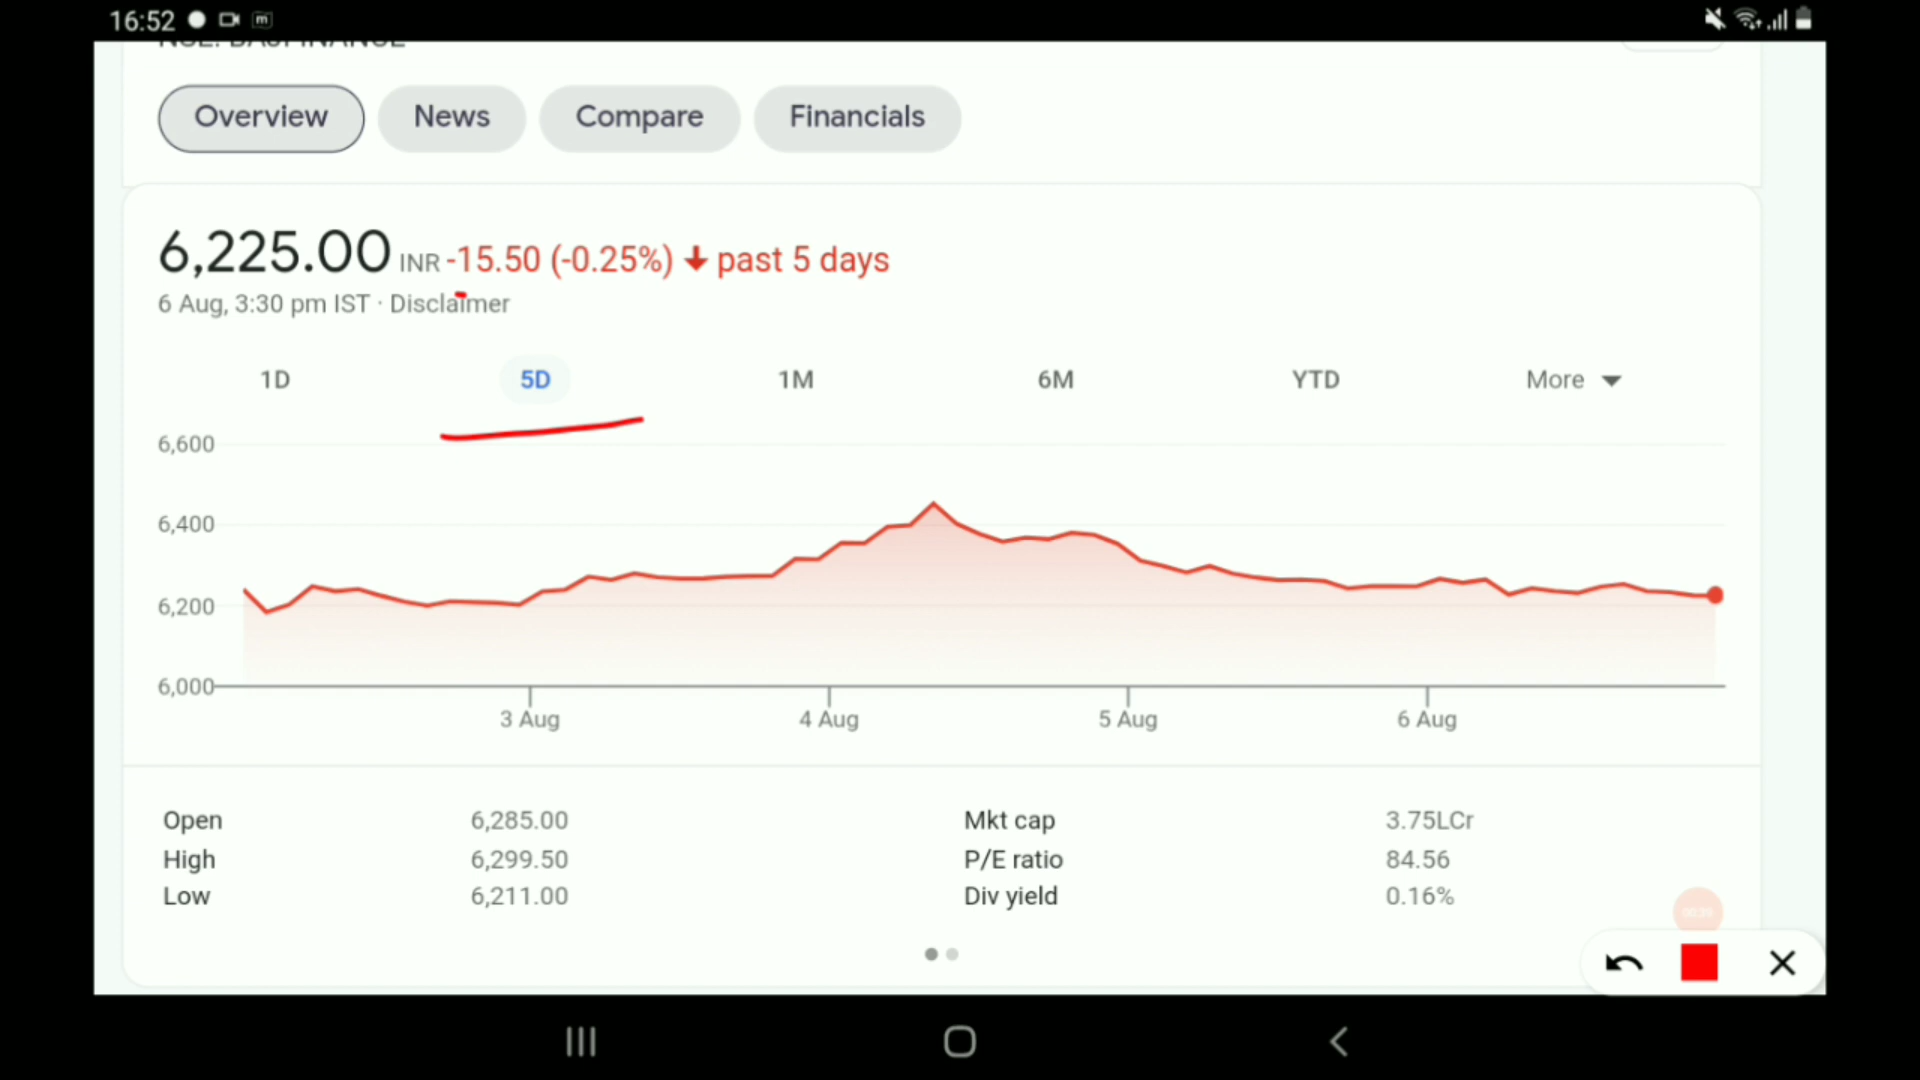 16:52
NSE: BAJFINANCE
Overview News Compare Financials
6,225.00 INR -15.50 (-0.25%) ↓ past 5 days
6 Aug, 3:30 pm IST · Disclaimer
1D 5D 1M 6M YTD More
6,600
6,400
6,200
6,000
3 Aug 4 Aug 5 Aug 6 Aug
Open 6,285.00 Mkt cap 3.75LCr
High 6,299.50 P/E ratio 84.56
Low 6,211.00 Div yield 0.16%